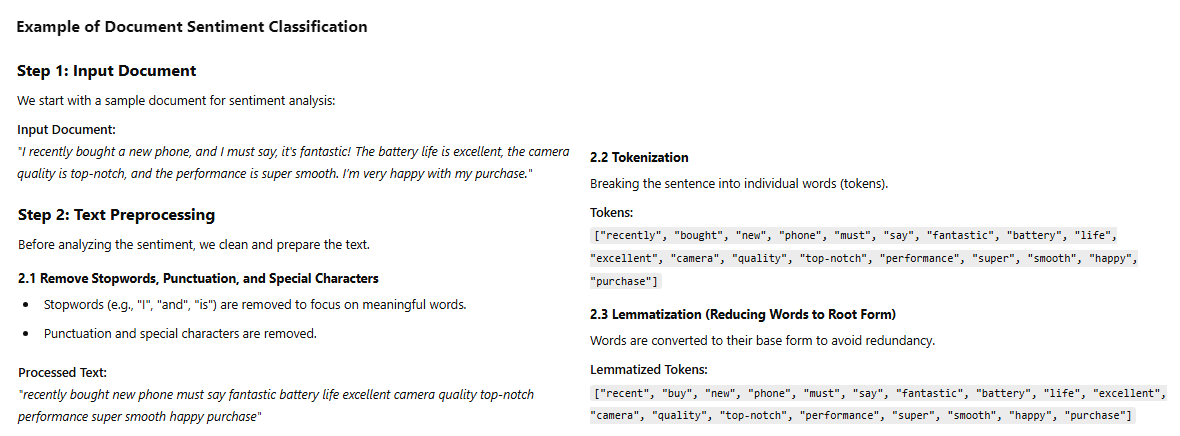 Example of Document Sentiment Classification
Step 1: Input Document
We start with a sample document for sentiment analysis:
Input Document:
"I recently bought a new phone, and I must say, it's fantastic! The battery life is excellent, the camera
quality is top-notch, and the performance is super smooth. I'm very happy with my purchase."
Step 2: Text Preprocessing
Before analyzing the sentiment, we clean and prepare the text.
2.1 Remove Stopwords, Punctuation, and Special Characters
• Stopwords (e.g., "I", "and", "is") are removed to focus on meaningful words.
• Punctuation and special characters are removed.
Processed Text:
"recently bought new phone must say fantastic battery life excellent camera quality top-notch
performance super smooth happy purchase"
2.2 Tokenization
Breaking the sentence into individual words (tokens).
Tokens:
["recently", "bought", "new", "phone", "must", "say", "fantastic", "battery", "life",
"excellent", "camera", "quality", "top-notch", "performance", "super", "smooth", "happy",
"purchase"]
2.3 Lemmatization (Reducing Words to Root Form)
Words are converted to their base form to avoid redundancy.
Lemmatized Tokens:
["recent", "buy", "new", "phone", "must", "say", "fantastic", "battery", "life", "excellent",
"camera", "quality", "top-notch", "performance", "super", "smooth", "happy", "purchase"]